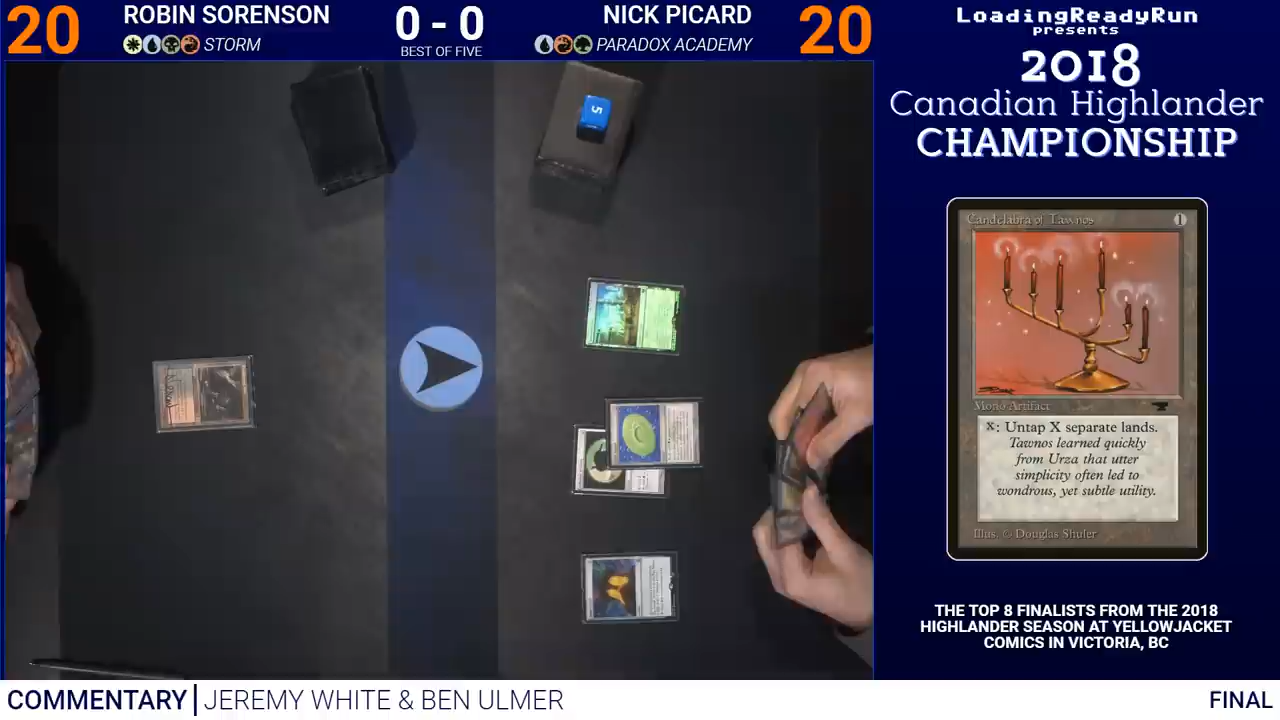 20
ROBIN SORENSON
STORM
0 - 0
BEST OF FIVE
NICK PICARD
PARADOX ACADEMY
20
LoadingReadyRun
presents
2018
Canadian Highlander
CHAMPIONSHIP
5
Candelabra of Tawnos
1
Mono Artifact
X: Untap X separate lands.
Tawnos learned quickly
from Urza that utter
simplicity often led to
wondrous, yet subtle utility.
Illus. © Douglas Shuler
THE TOP 8 FINALISTS FROM THE 2018
HIGHLANDER SEASON AT YELLOWJACKET
COMICS IN VICTORIA, BC
COMMENTARY | JEREMY WHITE & BEN ULMER
FINAL